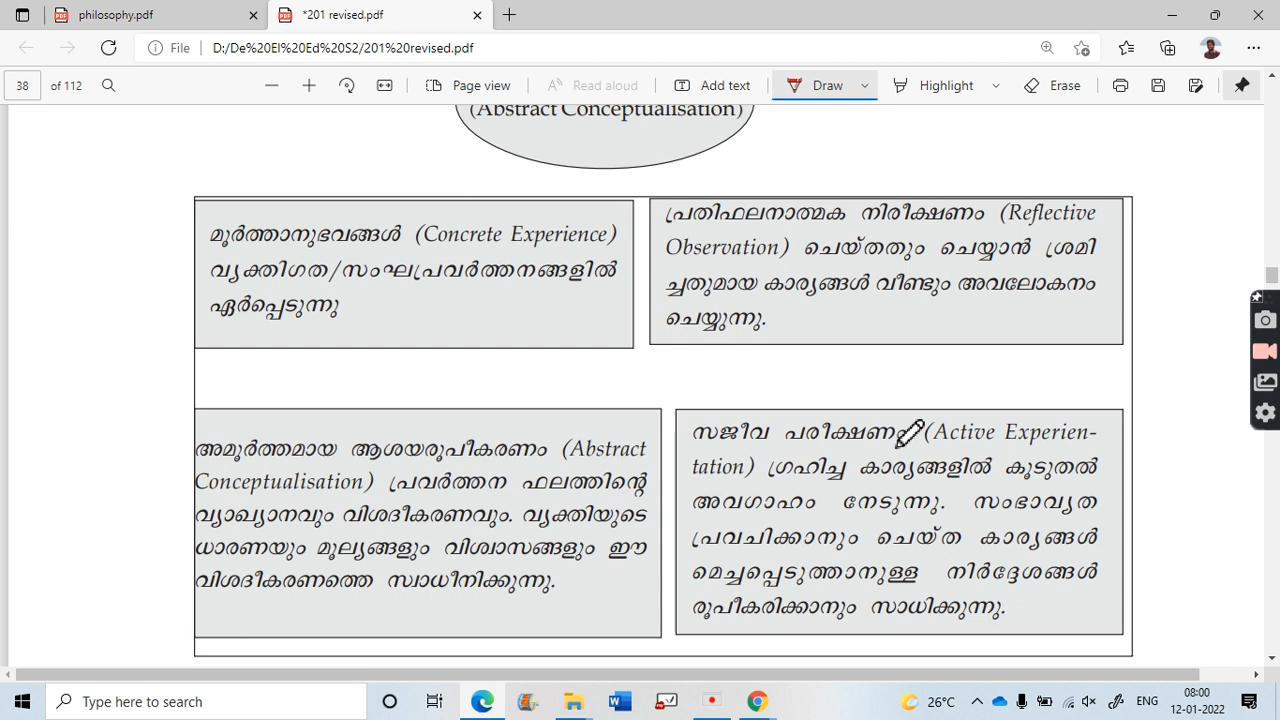 philosophy.pdf
*201 revised.pdf
File D:/De%20El%20Ed%20S2/201%20revised.pdf
38 of 112
Page view
Read aloud
Add text
Draw
Highlight
Erase
(Abstract Conceptualisation)
മൂർത്താനുഭവങ്ങൾ (Concrete Experience)
വ്യക്തിഗത/സംഘപ്രവർത്തനങ്ങളിൽ
ഏർപ്പെടുന്നു
പ്രതിഫലനാത്മക നിരീക്ഷണം (Reflective
Observation) ചെയ്തതും ചെയ്യാൻ ശ്രമി
ച്ചതുമായ കാര്യങ്ങൾ വീണ്ടും അവലോകനം
ചെയ്യുന്നു.
അമൂർത്തമായ ആശയരൂപീകരണം (Abstract
Conceptualisation) പ്രവർത്തന ഫലത്തിന്റെ
വ്യാഖ്യാനവും വിശദീകരണവും. വ്യക്തിയുടെ
ധാരണയും മൂല്യങ്ങളും വിശ്വാസങ്ങളും ഈ
വിശദീകരണത്തെ സ്വാധീനിക്കുന്നു.
സജീവ പരീക്ഷണം (Active Experien-
tation) ഗ്രഹിച്ച കാര്യങ്ങളിൽ കൂടുതൽ
അവഗാഹം നേടുന്നു. സംഭാവ്യത
പ്രവചിക്കാനും ചെയ്ത കാര്യങ്ങൾ
മെച്ചപ്പെടുത്താനുള്ള നിർദ്ദേശങ്ങൾ
രൂപീകരിക്കാനും സാധിക്കുന്നു.
Type here to search
26°C
ENG
08:00
12-01-2022